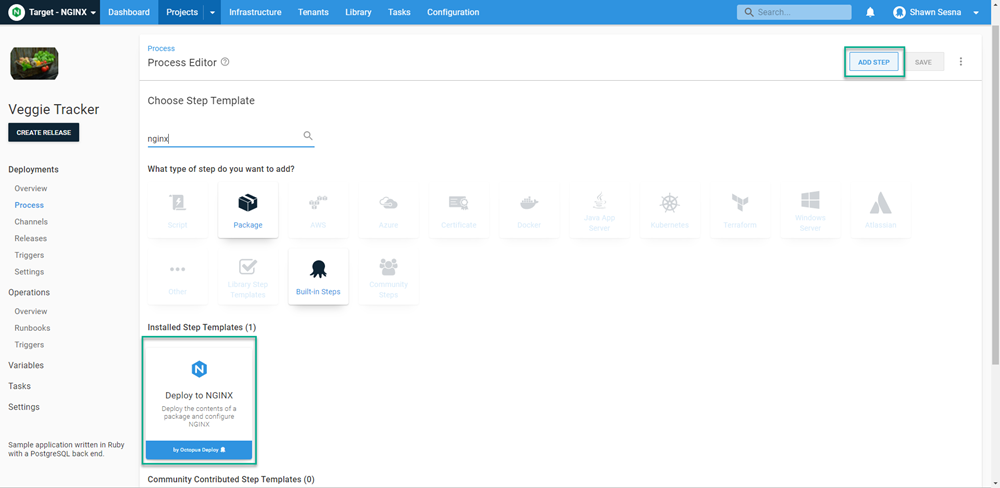 Target - NGINX
Dashboard
Projects
Infrastructure
Tenants
Library
Tasks
Configuration
Search...
Shawn Sesna
Veggie Tracker
CREATE RELEASE
Deployments
Overview
Process
Channels
Releases
Triggers
Settings
Operations
Overview
Runbooks
Triggers
Variables
Tasks
Settings
Sample application written in Ruby
with a PostgreSQL back end.
Process
Process Editor
ADD STEP
SAVE
Choose Step Template
nginx
What type of step do you want to add?
Script
Package
AWS
Azure
Certificate
Docker
Java App
Server
Kubernetes
Terraform
Windows
Server
Atlassian
Other
Library Step
Templates
Built-in Steps
Community
Steps
Installed Step Templates (1)
Deploy to NGINX
Deploy the contents of a
package and configure
NGINX
by Octopus Deploy
Community Contributed Step Templates (0)